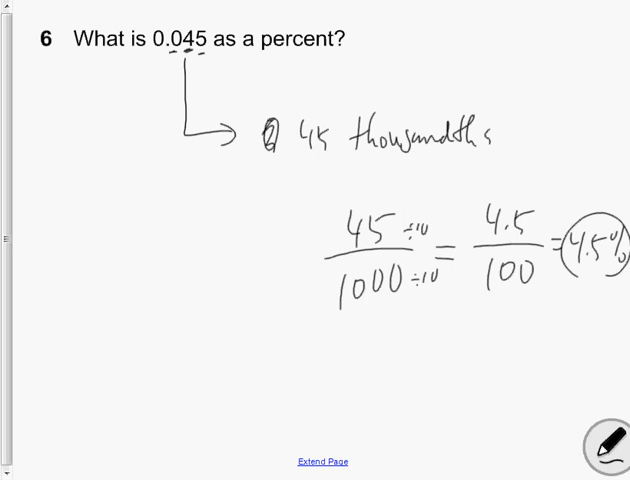 6 What is 0.045 as a percent?
45 thousandths
45 ÷10 / 1000 ÷10 = 4.5 / 100 = 4.5%
Extend Page